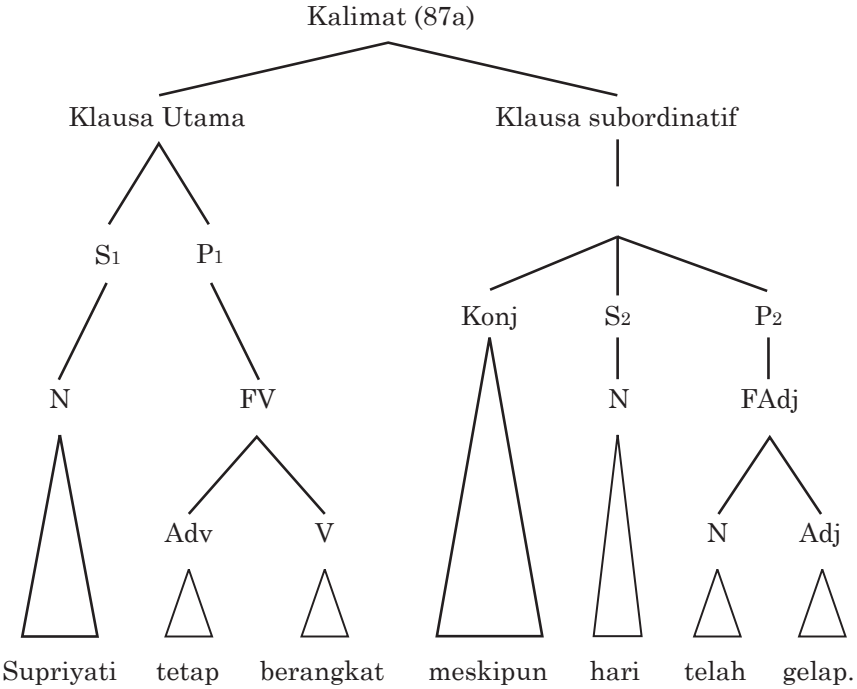 Kalimat (87a)
Klausa Utama Klausa subordinatif
S1 P1
Konj S2 P2
N FV N FAdj
Adv V N Adj
Supriyati tetap berangkat meskipun hari telah gelap.